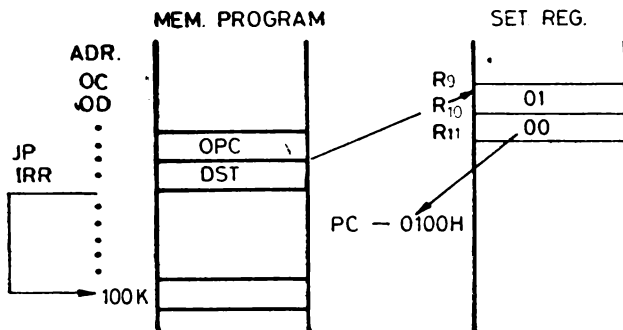 MEM. PROGRAM
SET REG.
ADR.
OC
OD
R9
R10
01
R11
00
OPC
DST
JP
IRR
PC — 0100H
100K